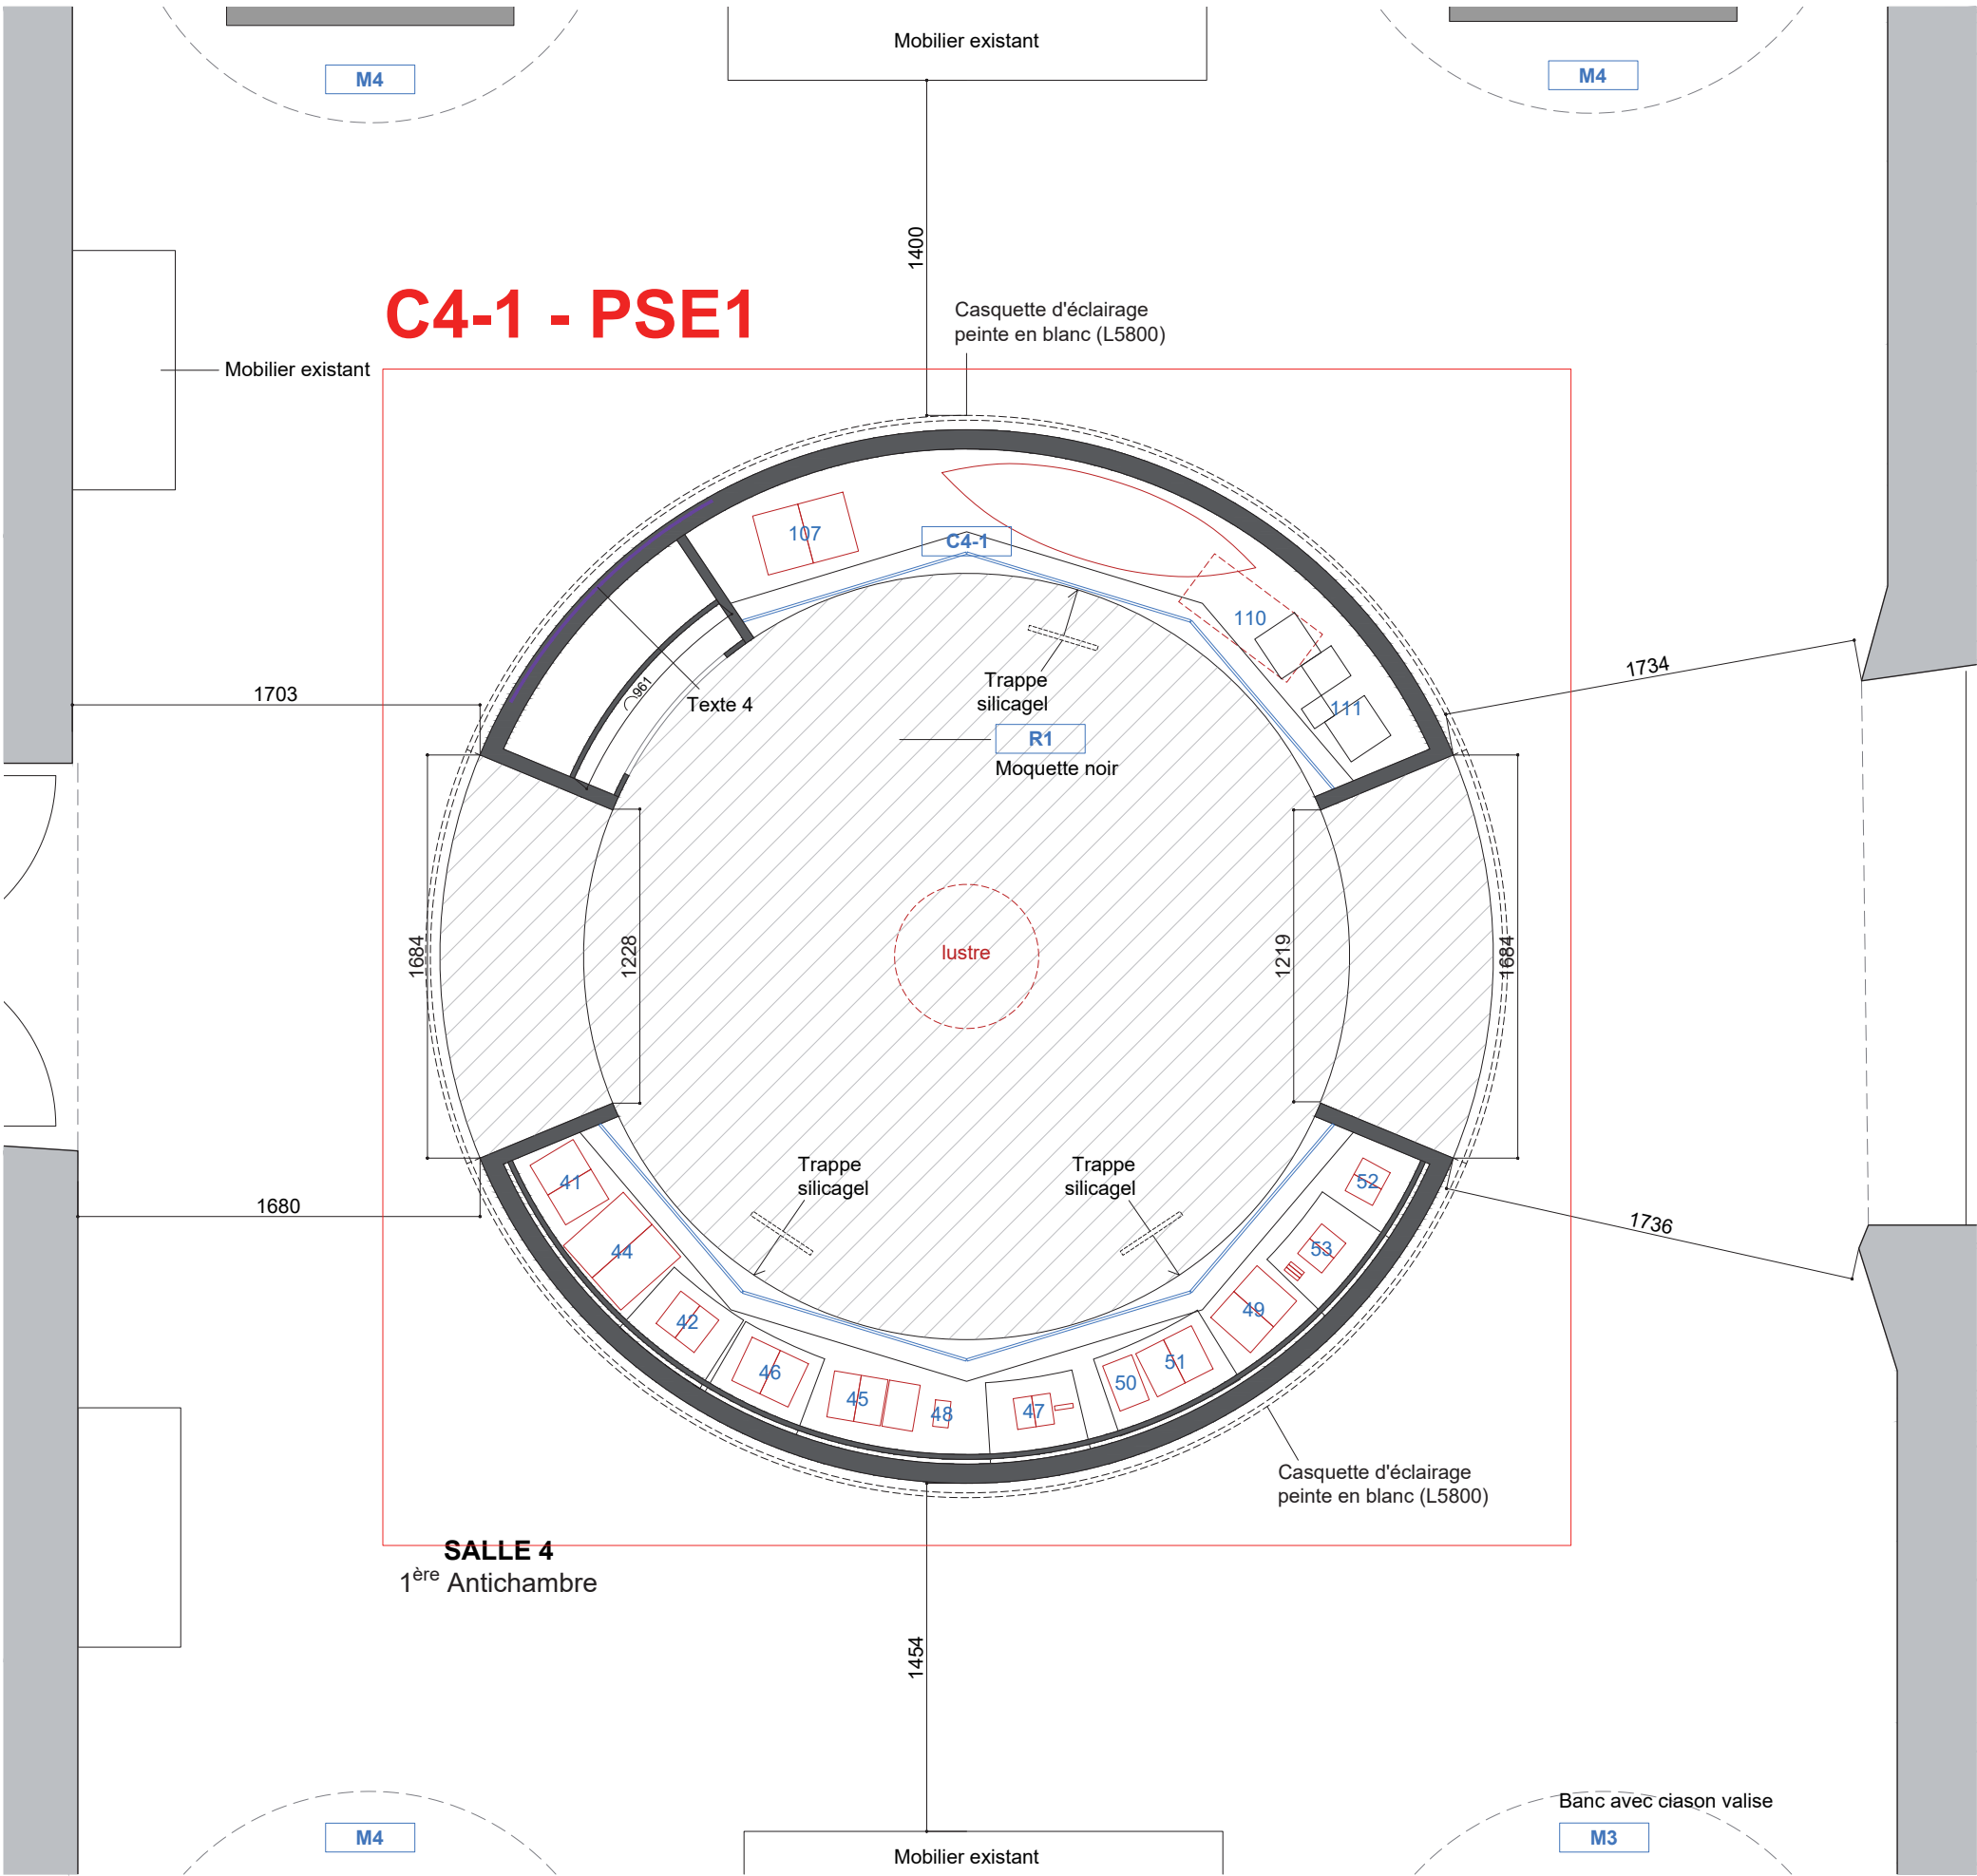 Mobilier existant
M4
M4
1400
C4-1 - PSE1
Casquette d'éclairage
peinte en blanc (L5800)
Mobilier existant
107
C4-1
110
111
961
Texte 4
Trappe
silicagel
R1
Moquette noir
1703
1734
1684
1228
lustre
1219
1684
1680
1736
Trappe
silicagel
Trappe
silicagel
41
44
42
46
45
48
47
50
51
49
53
52
Casquette d'éclairage
peinte en blanc (L5800)
SALLE 4
1ère Antichambre
1454
Banc avec ciason valise
M4
M3
Mobilier existant